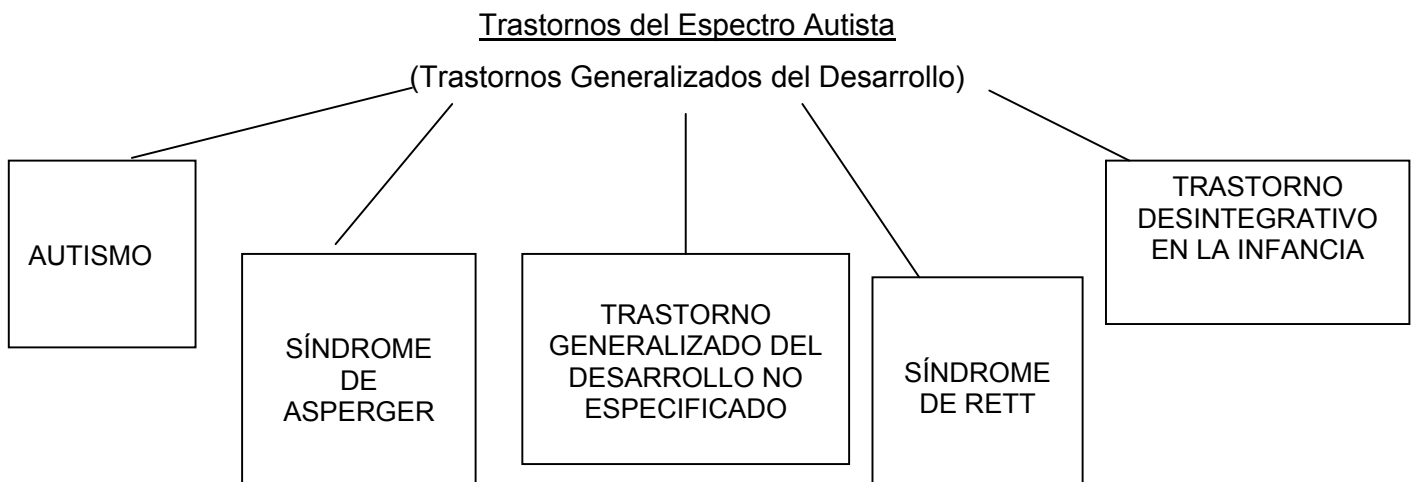 Trastornos del Espectro Autista
(Trastornos Generalizados del Desarrollo)
AUTISMO
SÍNDROME
DE
ASPERGER
TRASTORNO
GENERALIZADO DEL
DESARROLLO NO
ESPECIFICADO
SÍNDROME
DE RETT
TRASTORNO
DESINTEGRATIVO
EN LA INFANCIA